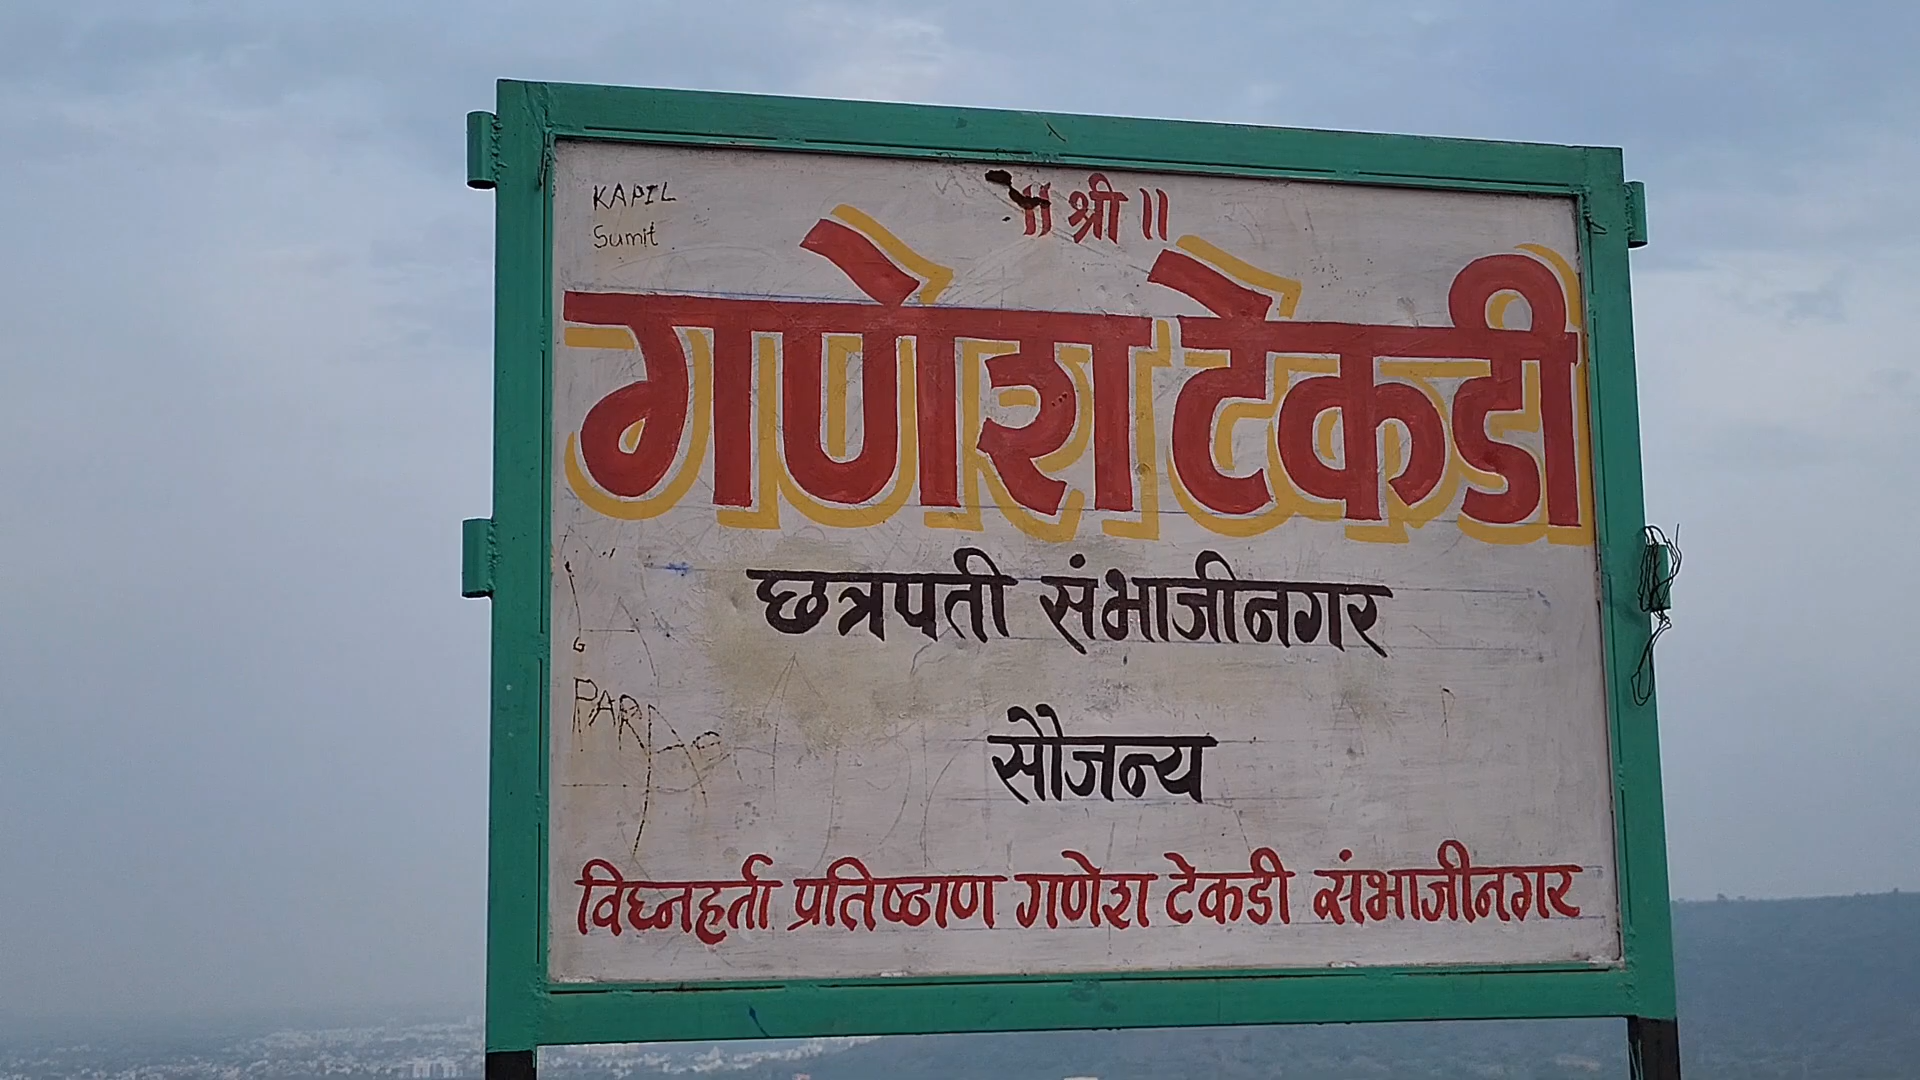 KAPIL
Sumit
॥ श्री ॥
गणेश टेकडी
छत्रपती संभाजीनगर
सौजन्य
विघ्नहर्ता प्रतिष्ठाण गणेश टेकडी संभाजीनगर